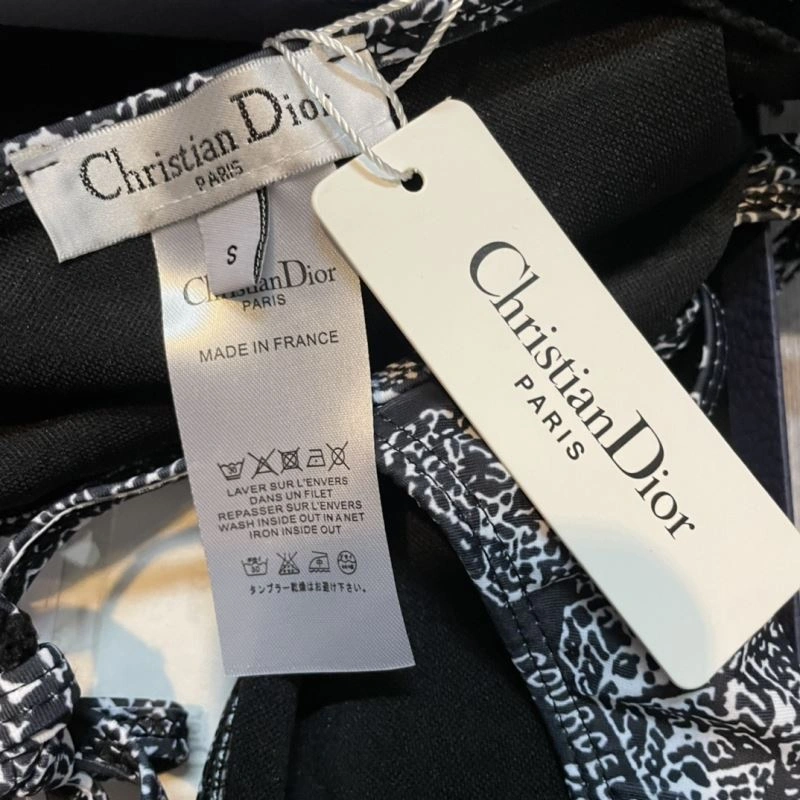 Christian Dior
PARIS
S
Christian Dior
PARIS
MADE IN FRANCE
30
LAVER SUR L'ENVERS
DANS UN FILET
REPASSER SUR L'ENVERS
WASH INSIDE OUT IN A NET
IRON INSIDE OUT
30
タンブラー乾燥はお避け下さい。
Christian Dior
PARIS